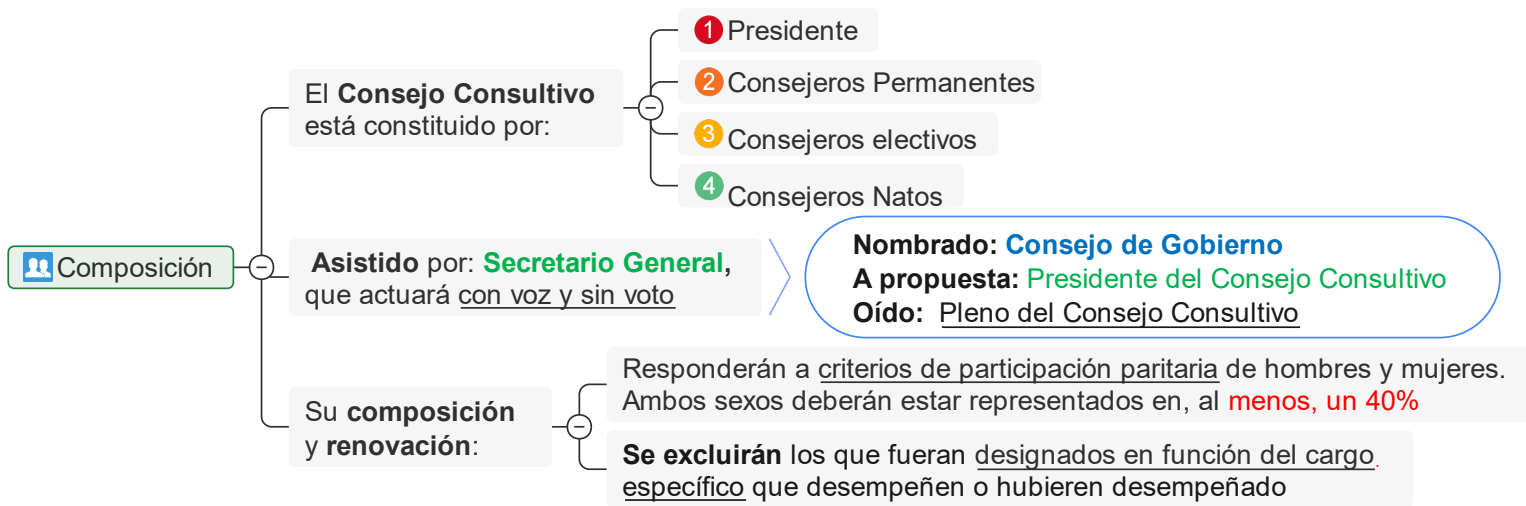 Composición
El Consejo Consultivo
está constituido por:
1 Presidente
2 Consejeros Permanentes
3 Consejeros electivos
4 Consejeros Natos
Asistido por: Secretario General,
que actuará con voz y sin voto
Nombrado: Consejo de Gobierno
A propuesta: Presidente del Consejo Consultivo
Oído: Pleno del Consejo Consultivo
Su composición
y renovación:
Responderán a criterios de participación paritaria de hombres y mujeres.
Ambos sexos deberán estar representados en, al menos, un 40%
Se excluirán los que fueran designados en función del cargo.
específico que desempeñen o hubieren desempeñado